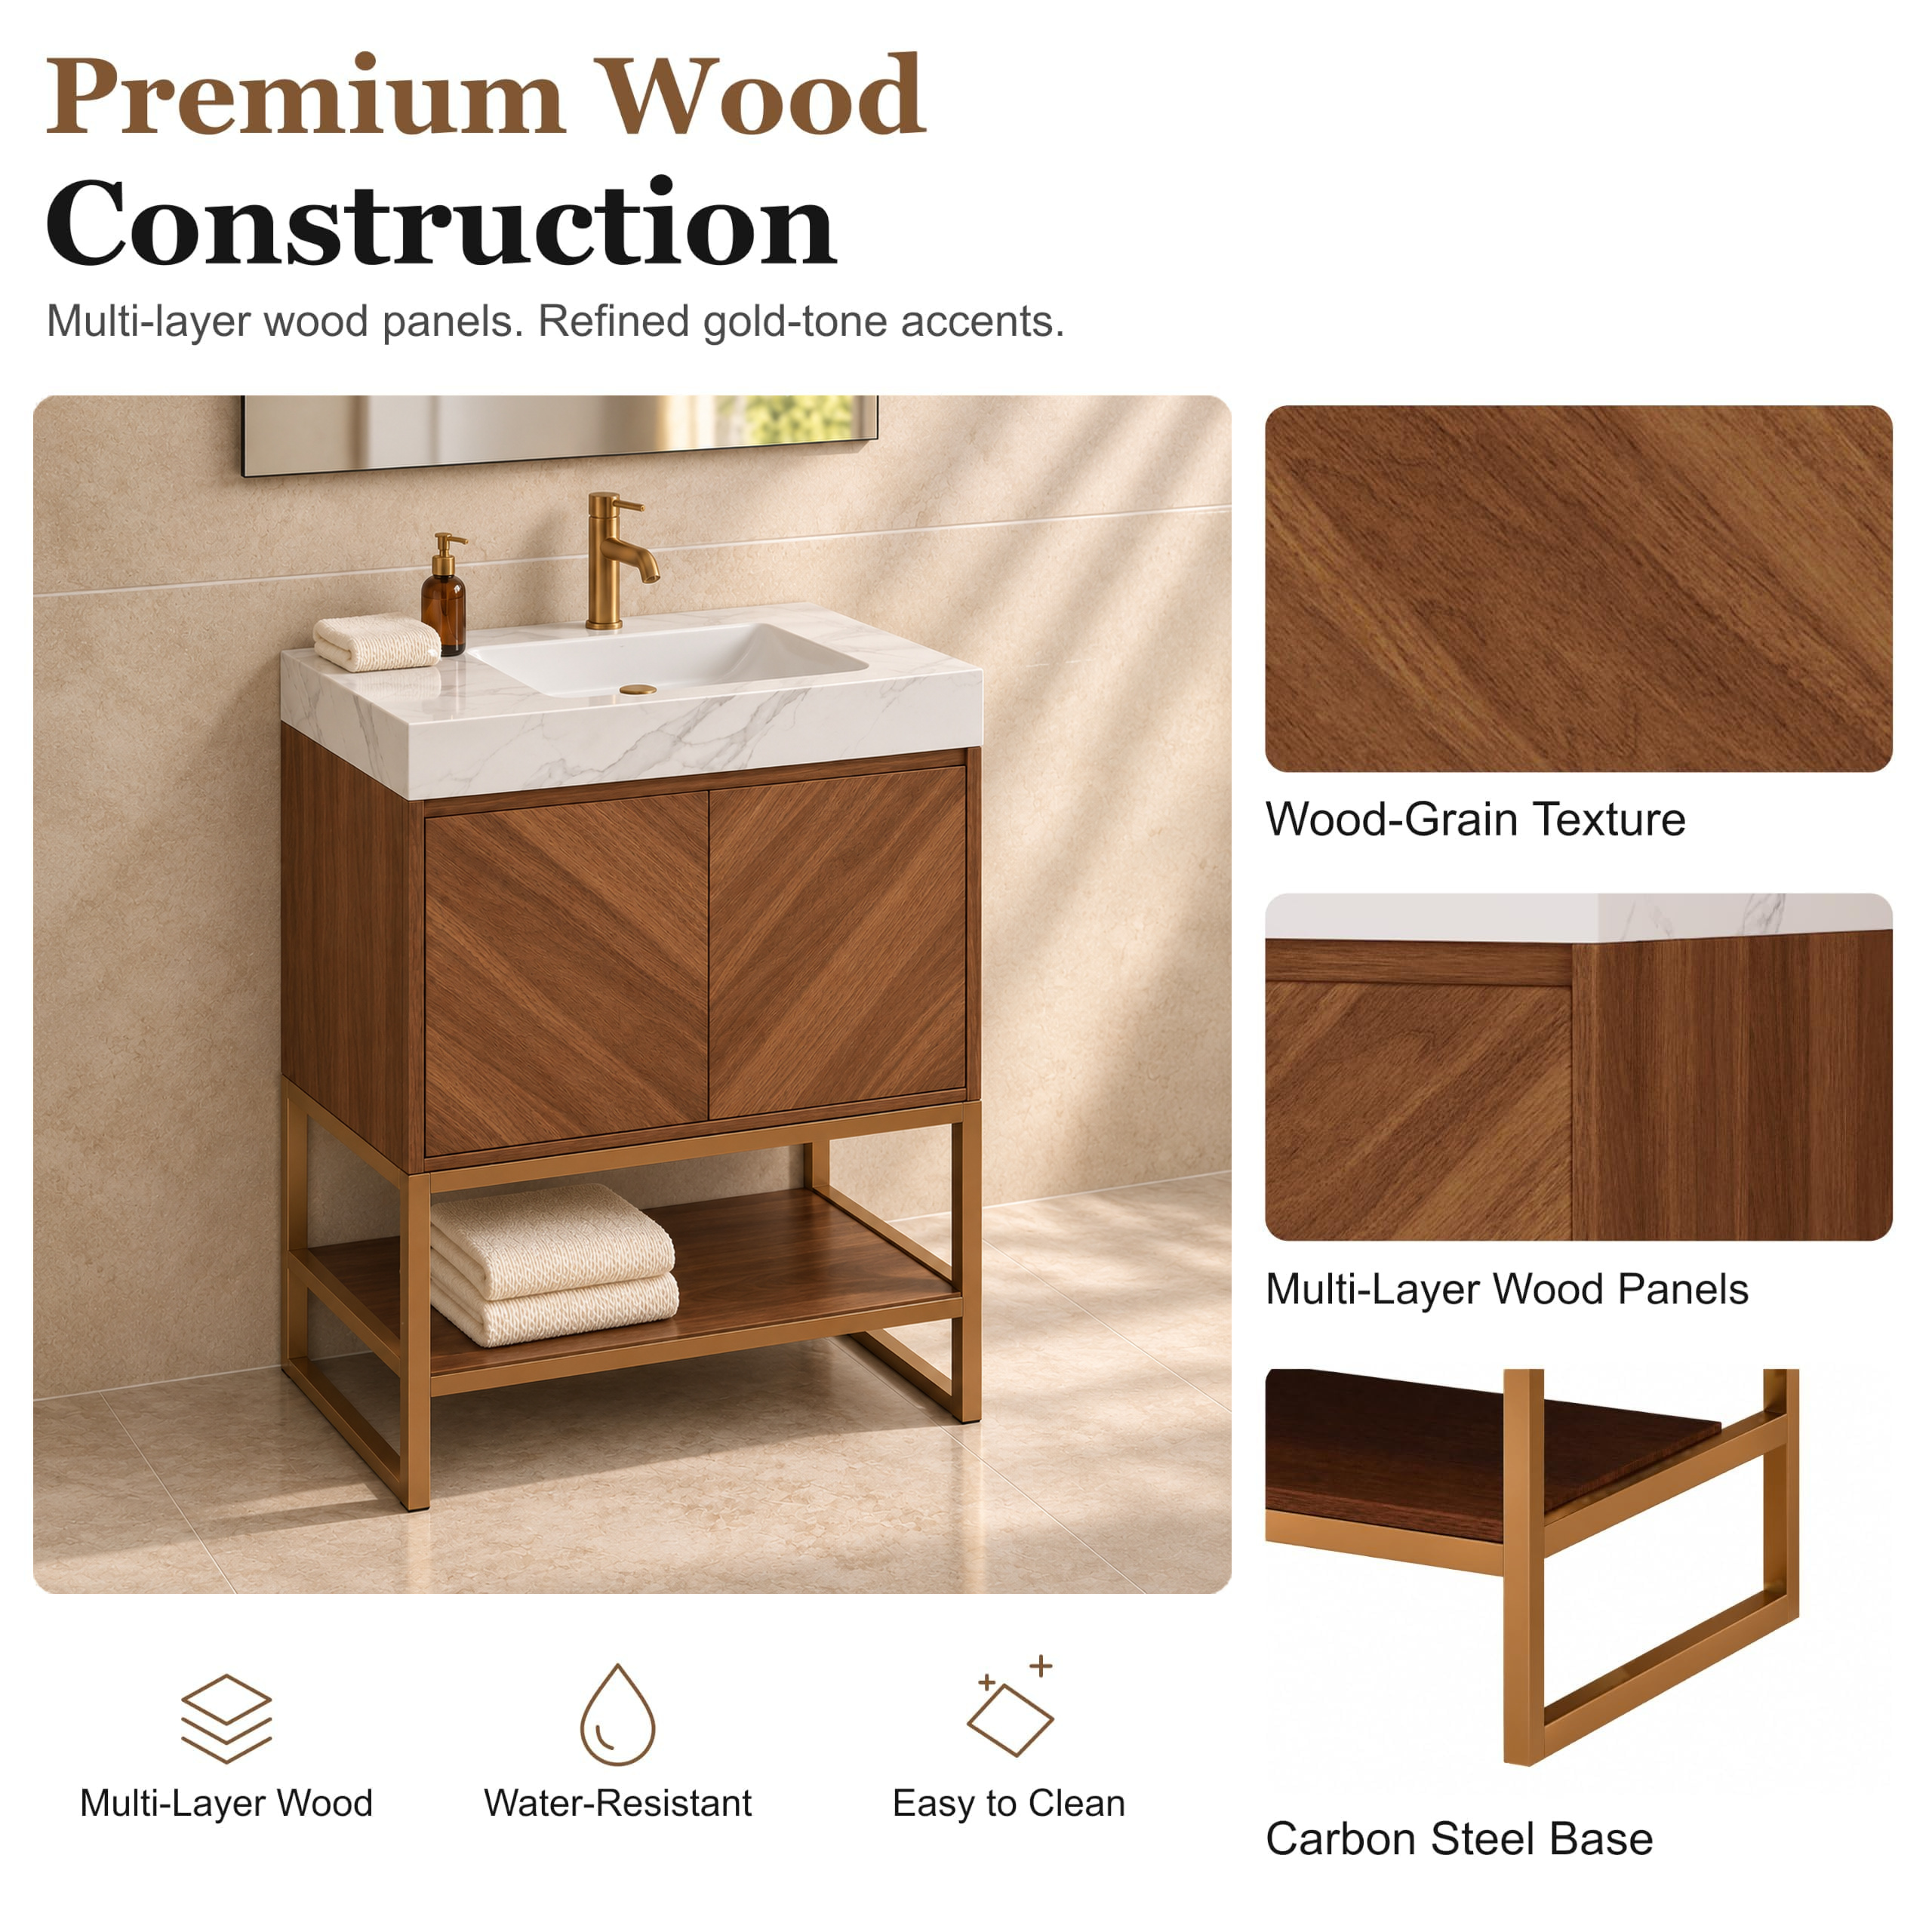 Premium Wood
Construction
Multi-layer wood panels. Refined gold-tone accents.
Wood-Grain Texture
Multi-Layer Wood Panels
Carbon Steel Base
Multi-Layer Wood
Water-Resistant
Easy to Clean